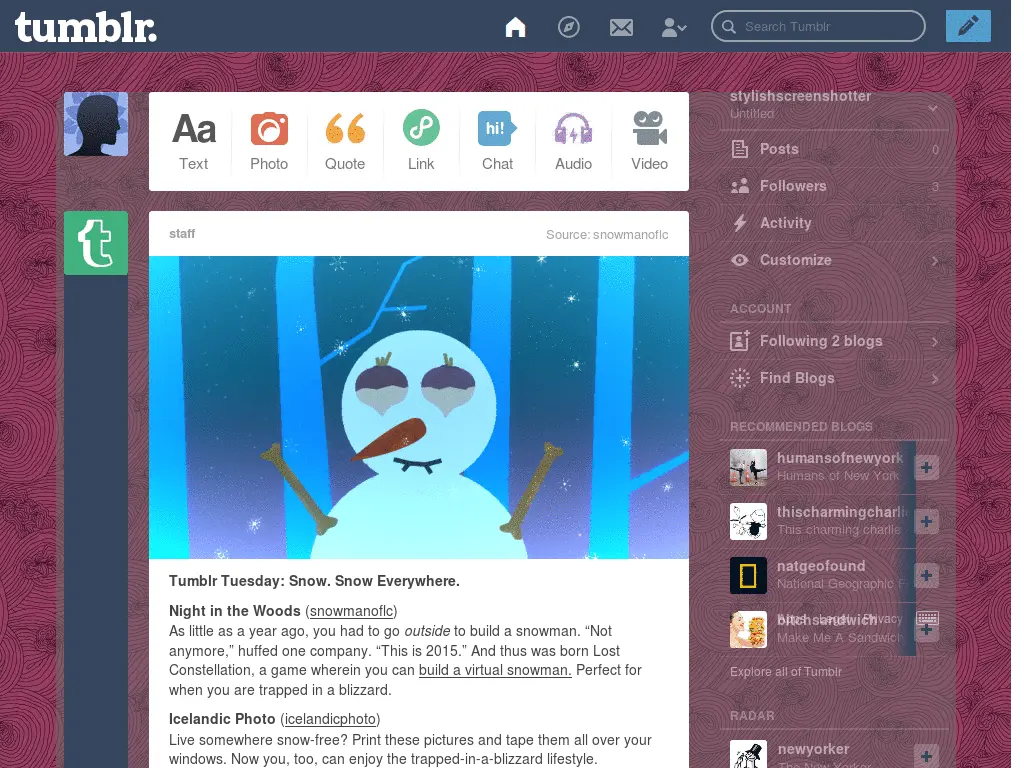 tumblr.
Search Tumblr
Aa
hi!
Text
Photo
Quote
Link
Chat
Audio
Video
staff
Source: snowmanoflc
Tumblr Tuesday: Snow. Snow Everywhere.
Night in the Woods (snowmanoflc)
As little as a year ago, you had to go outside to build a snowman. “Not
anymore,” huffed one company. “This is 2015.” And thus was born Lost
Constellation, a game wherein you can build a virtual snowman. Perfect for
when you are trapped in a blizzard.
Icelandic Photo (icelandicphoto)
Live somewhere snow-free? Print these pictures and tape them all over your
windows. Now you, too, can enjoy the trapped-in-a-blizzard lifestyle.
stylishscreenshotter
Untitled
Posts 0
Followers 3
Activity
Customize
ACCOUNT
Following 2 blogs
Find Blogs
RECOMMENDED BLOGS
humansofnewyork
Humans of New York
thischarmingcharlie
This charming charlie
natgeofound
National Geographic F
bitchsandwich
Legal Privacy
Make Me A Sandwich
Explore all of Tumblr
RADAR
newyorker
The New Yorker